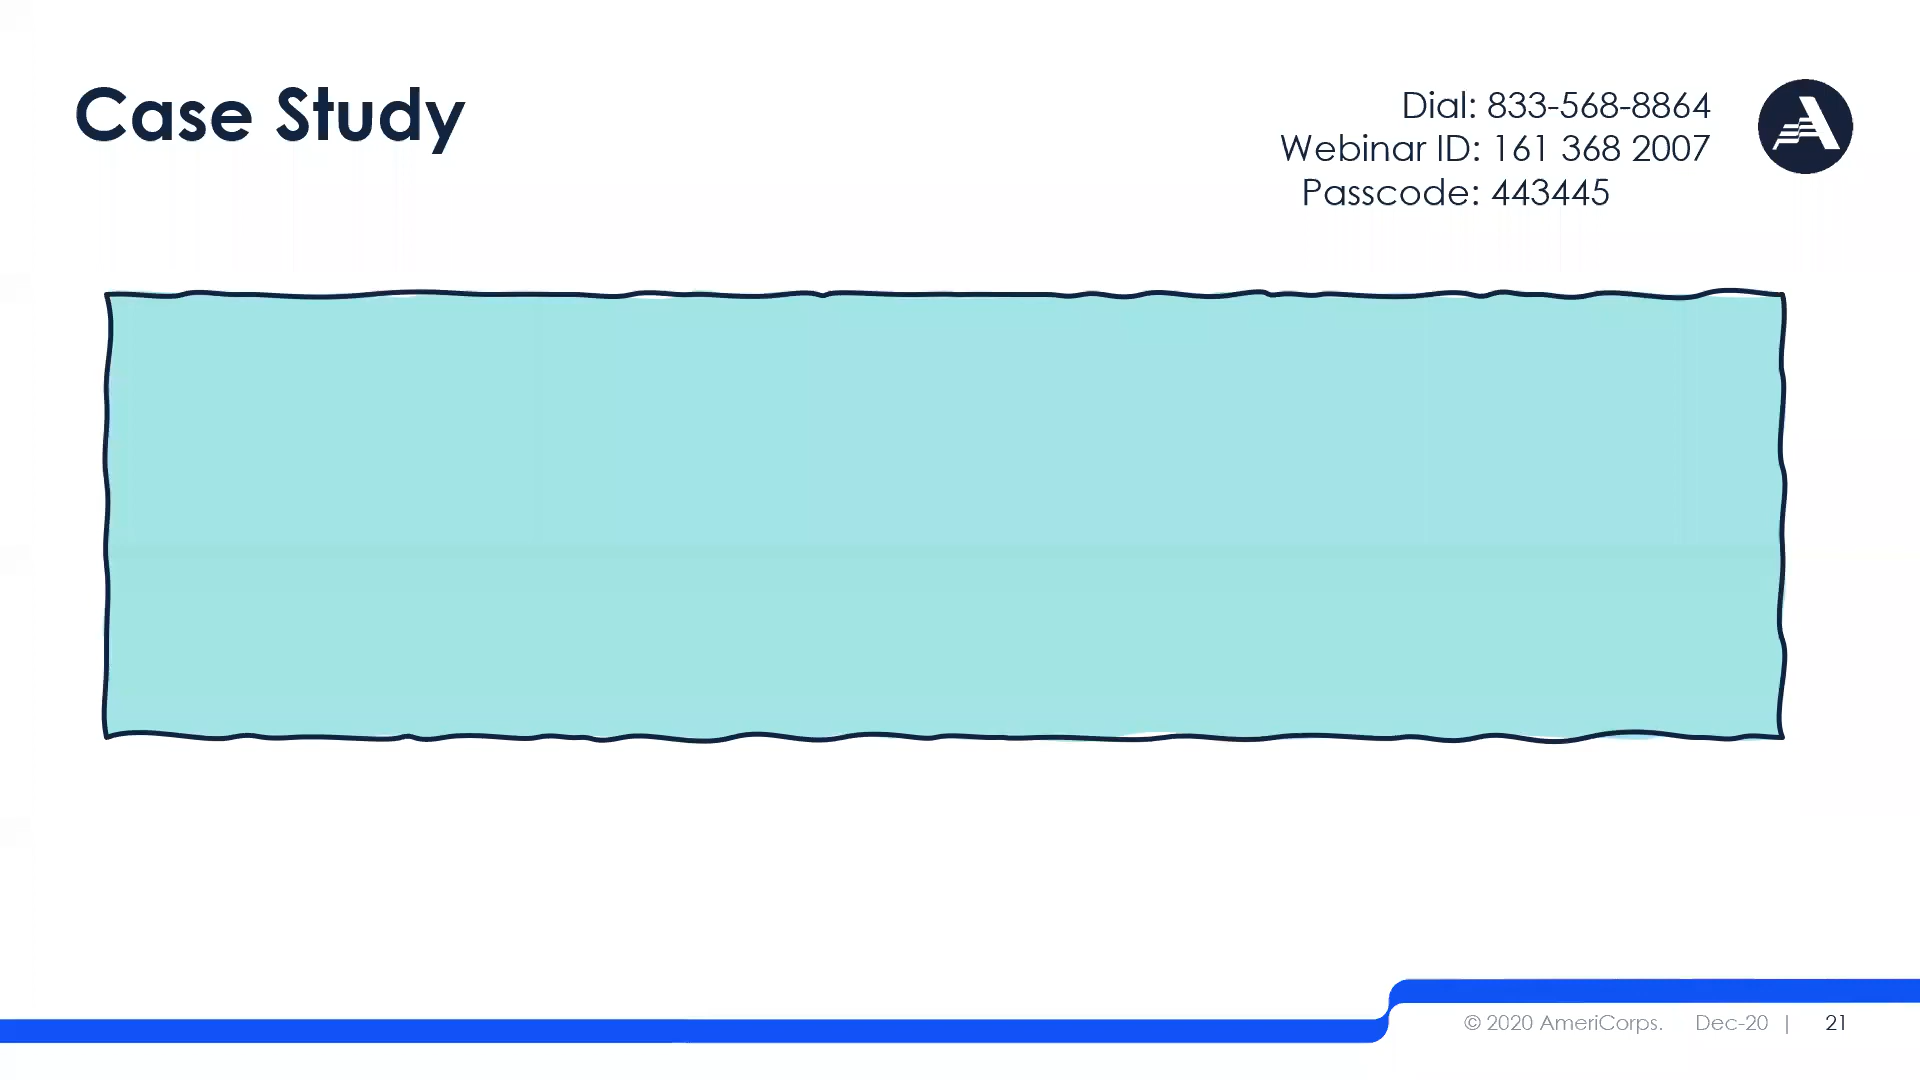 Case Study
Dial: 833-568-8864
Webinar ID: 161 368 2007
Passcode: 443445
© 2020 AmeriCorps. Dec-20 | 21